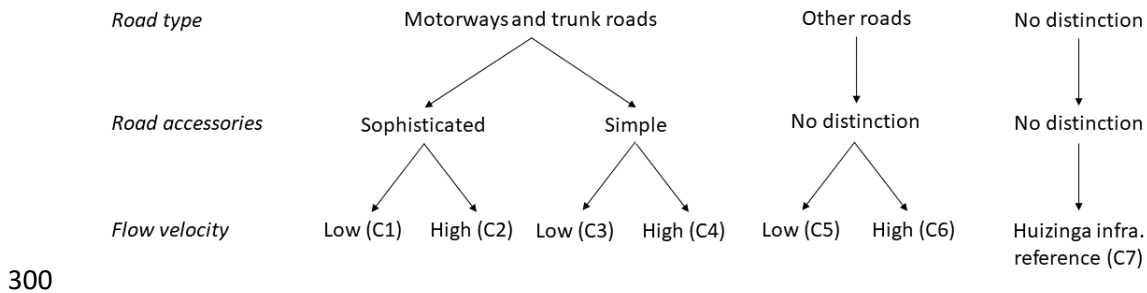 Road type Motorways and trunk roads Other roads No distinction
Road accessories Sophisticated Simple No distinction No distinction
Flow velocity Low (C1) High (C2) Low (C3) High (C4) Low (C5) High (C6) Huizinga infra.
reference (C7)
300